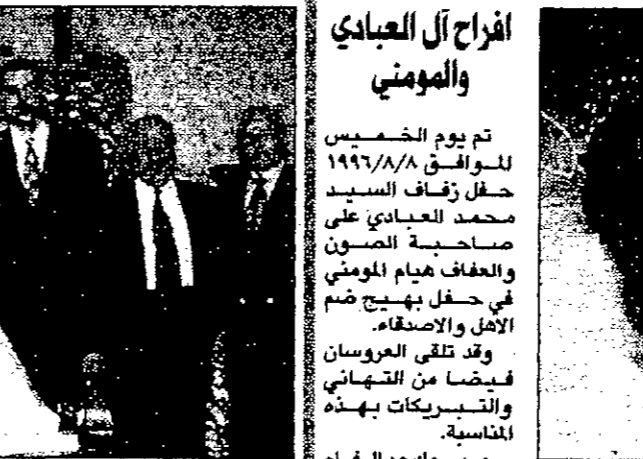 افراح آل العبادي
والمومني
تم يوم الخميس
الموافق ١٩٩٦/٨/٨
حفل زفاف السيد
محمد العبادي على
صاحبة الصون
والعفاف هيام المومني
في حفل بهيج ضم
الاهل والاصدقاء.
وقد تلقى العروسان
فيضا من التهاني
والتبريكات بهذه
المناسبة.